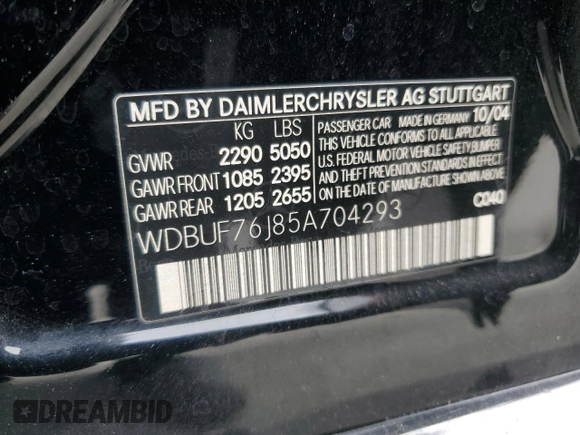 MFD BY DAIMLERCHRYSLER AG STUTTGART
KG LBS
GVWR 2290 5050
GAWR FRONT 1085 2395
GAWR REAR 1205 2655
PASSENGER CAR MADE IN GERMANY 10/04
VEHICLE CONFORMS TO ALL APPLICABLE
U.S. FEDERAL MOTOR VEHICLE SAFETY,BUMPER
AND THEFT PREVENTION STANDARDS IN EFFECT
ON THE DATE OF MANUFACTURE SHOWN ABOVE.
C040
WDBUF76J85A704293
DREAMBID